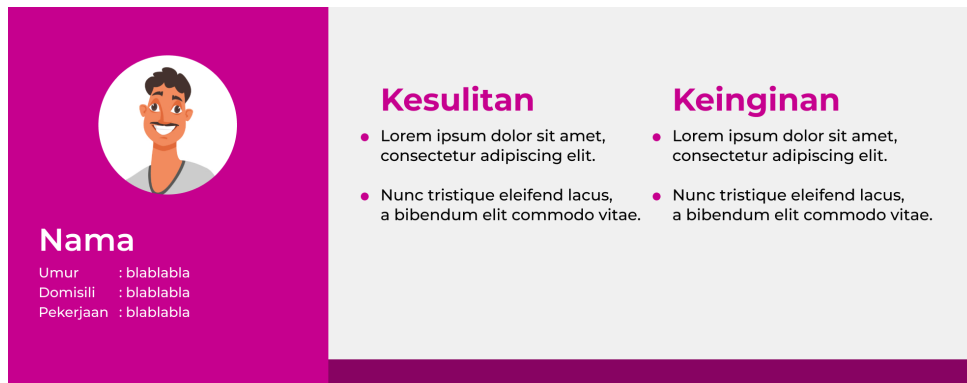 Nama
Umur : blablabla
Domisili : blablabla
Pekerjaan : blablabla
Kesulitan
Lorem ipsum dolor sit amet,
consectetur adipiscing elit.
Nunc tristique eleifend lacus,
a bibendum elit commodo vitae.
Keinginan
Lorem ipsum dolor sit amet,
consectetur adipiscing elit.
Nunc tristique eleifend lacus,
a bibendum elit commodo vitae.